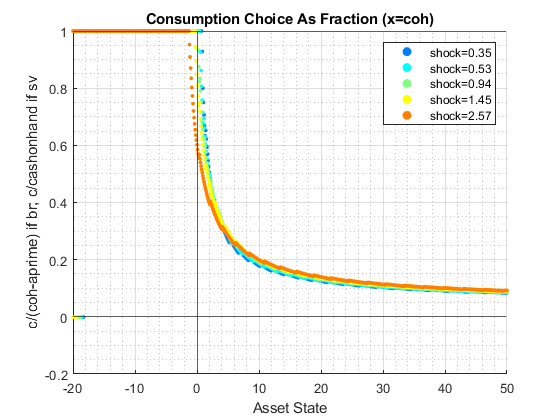 Consumption Choice As Fraction (x=coh)
c/(coh-aprime) if br; c/cashonhand if sv
1
0.8
0.6
0.4
0.2
0
-0.2
shock=0.35
shock=0.53
shock=0.94
shock=1.45
shock=2.57
-20
-10
0
10
20
30
40
50
Asset State